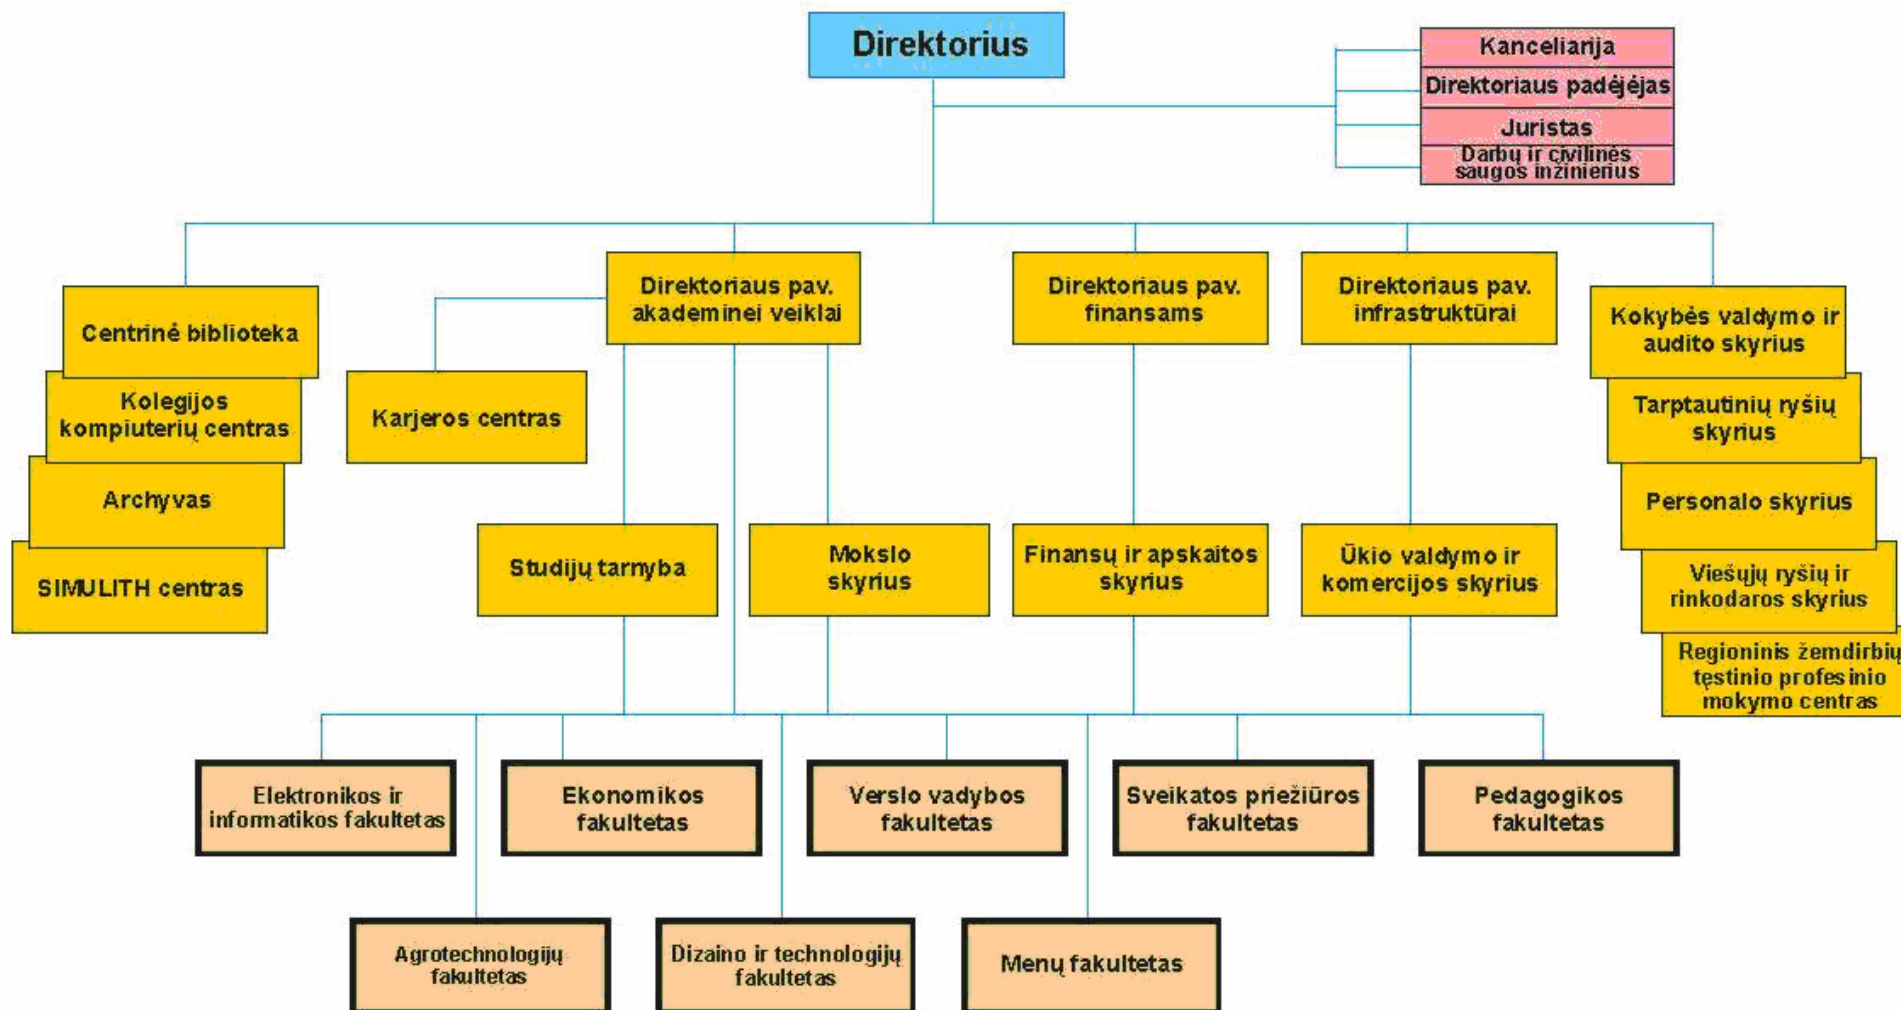 Direktorius
Kanceliarija
Direktoriaus padėjėjas
Juristas
Darbų ir civilinės
saugos inžinierius
Centrinė biblioteka
Kolegijos
kompiuterių centras
Archyvas
SIMULITH centras
Direktoriaus pav.
akademinei veiklai
Karjeros centras
Direktoriaus pav.
finansams
Direktoriaus pav.
infrastruktūrai
Kokybės valdymo ir
audito skyrius
Tarptautinių ryšių
skyrius
Personalo skyrius
Viešųjų ryšių ir
rinkodaros skyrius
Regioninis žemdirbių
tęstinio profesinio
mokymo centras
Studijų tarnyba
Mokslo
skyrius
Finansų ir apskaitos
skyrius
Ūkio valdymo ir
komercijos skyrius
Elektronikos ir
informatikos fakultetas
Ekonomikos
fakultetas
Verslo vadybos
fakultetas
Sveikatos priežiūros
fakultetas
Pedagogikos
fakultetas
Agrotechnologijų
fakultetas
Dizaino ir technologijų
fakultetas
Menų fakultetas